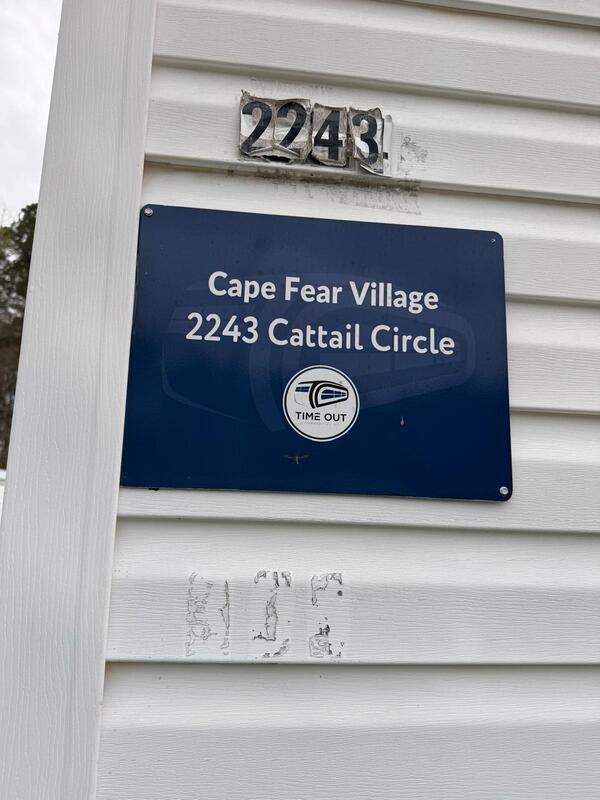 2243
Cape Fear Village
2243 Cattail Circle
TIME OUT